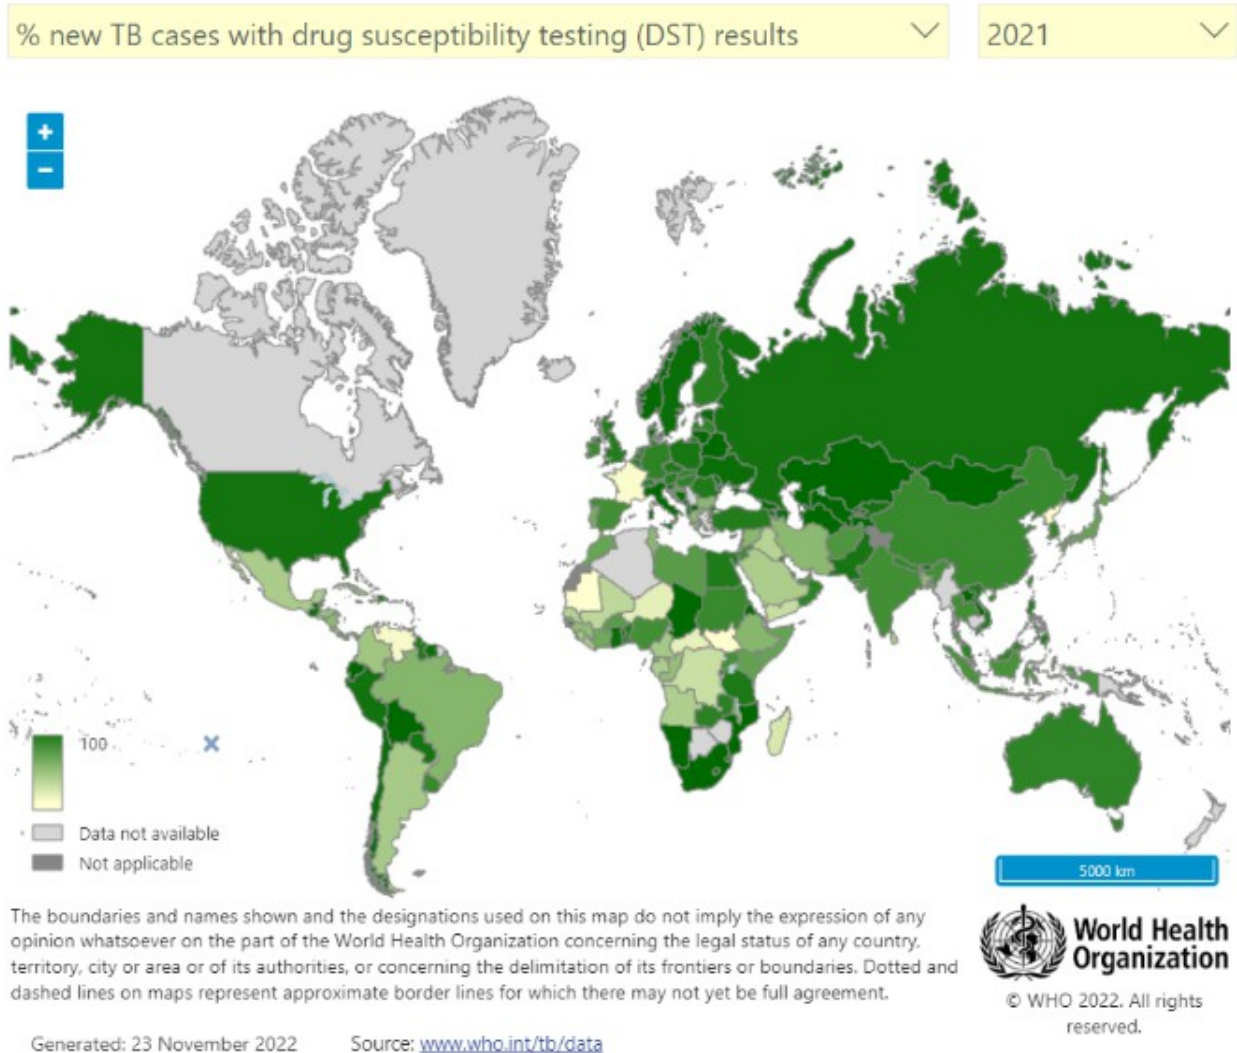 % new TB cases with drug susceptibility testing (DST) results
2021
+
−
100
Data not available
Not applicable
5000 km
The boundaries and names shown and the designations used on this map do not imply the expression of any
opinion whatsoever on the part of the World Health Organization concerning the legal status of any country,
territory, city or area or of its authorities, or concerning the delimitation of its frontiers or boundaries. Dotted and
dashed lines on maps represent approximate border lines for which there may not yet be full agreement.
World Health
Organization
© WHO 2022. All rights
reserved.
Generated: 23 November 2022 Source: www.who.int/tb/data